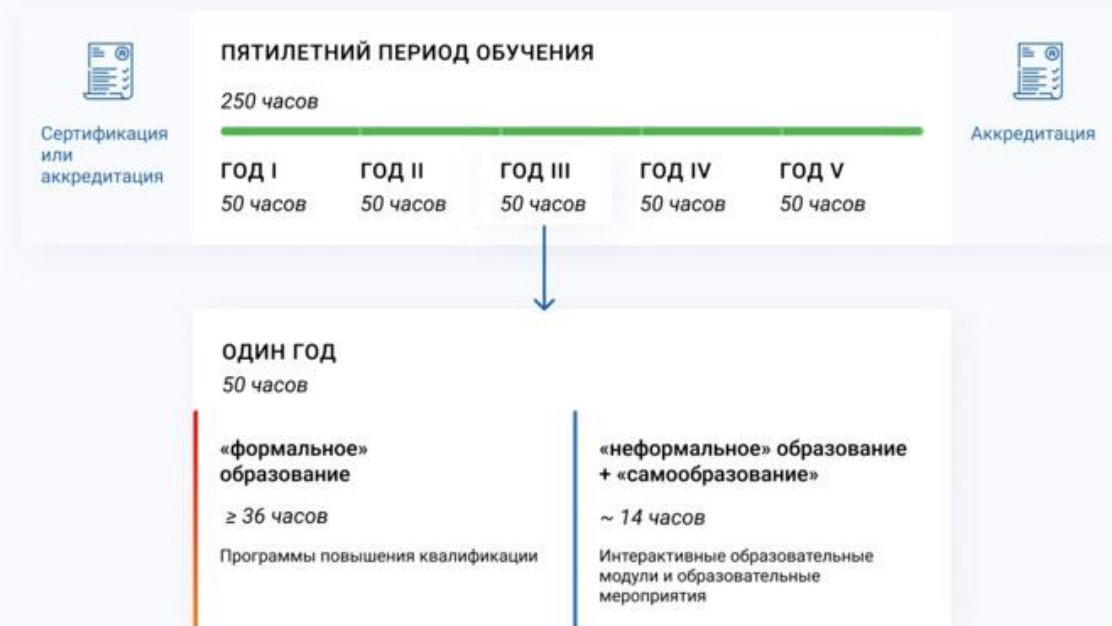 ПЯТИЛЕТНИЙ ПЕРИОД ОБУЧЕНИЯ
250 часов
Сертификация
или
аккредитация
Аккредитация
ГОД I
50 часов
ГОД II
50 часов
ГОД III
50 часов
ГОД IV
50 часов
ГОД V
50 часов
ОДИН ГОД
50 часов
«формальное»
образование
≥ 36 часов
Программы повышения квалификации
«неформальное» образование
+ «самообразование»
~ 14 часов
Интерактивные образовательные
модули и образовательные
мероприятия